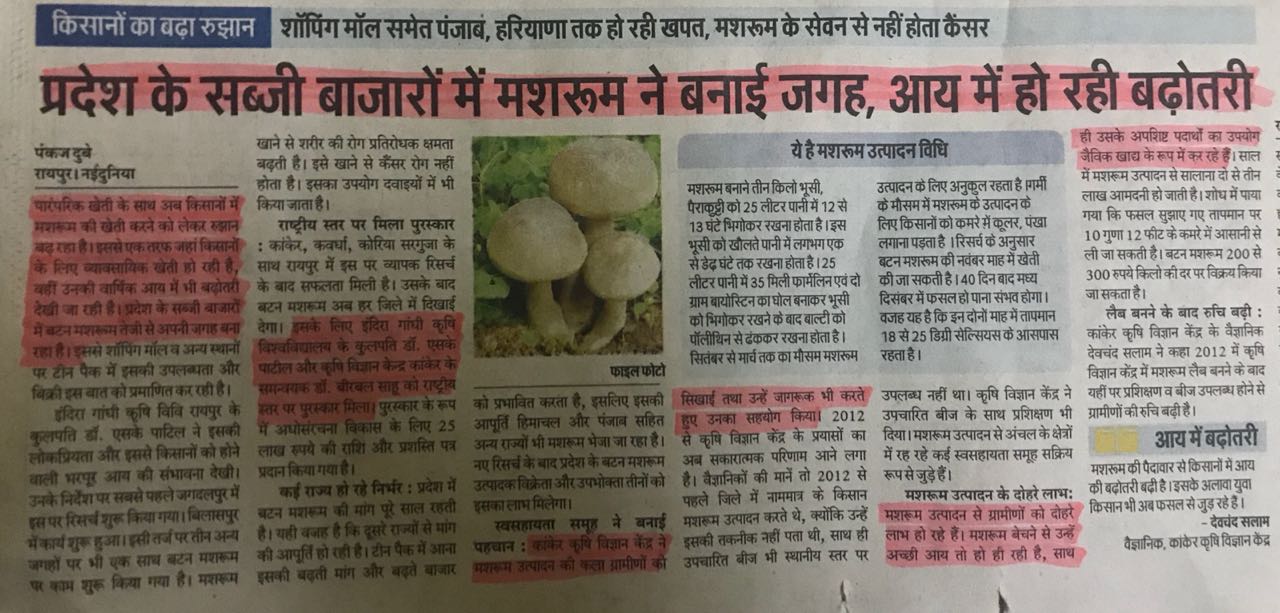 किसानों का बढ़ा रुझान
शॉपिंग मॉल समेत पंजाब, हरियाणा तक हो रही खपत, मशरूम के सेवन से नहीं होता कैंसर
प्रदेश के सब्जी बाजारों में मशरूम ने बनाई जगह, आय में हो रही बढ़ोतरी
पंकज दुबे
रायपुर। नईदुनिया
पारंपरिक खेती के साथ अब किसानों में
मशरूम की खेती करने को लेकर रुझान
बढ़ रहा है। इससे एक तरफ जहां किसानों
के लिए व्यावसायिक खेती हो रही है,
वहीं उनकी वार्षिक आय में भी बढ़ोतरी
देखी जा रही है। प्रदेश के सब्जी बाजारों
में बटन मशरूम तेजी से अपनी जगह बना
रहा है। इससे शॉपिंग मॉल व अन्य स्थानों
पर टीन पैक में इसकी उपलब्धता और
बिक्री इस बात को प्रमाणित कर रही है।
इंदिरा गांधी कृषि विवि रायपुर के
कुलपति डॉ. एसके पाटिल ने इसकी
लोकप्रियता और इससे किसानों को होने
वाली भरपूर आय की संभावना देखी।
उनके निर्देश पर सबसे पहले जगदलपुर में
इस पर रिसर्च शुरू किया गया। बिलासपुर
में कार्य शुरू हुआ। इसी तर्ज पर तीन अन्य
जगहों पर भी एक साथ बटन मशरूम
पर काम शुरू किया गया है। मशरूम
खाने से शरीर की रोग प्रतिरोधक क्षमता
बढ़ती है। इसे खाने से कैंसर रोग नहीं
होता है। इसका उपयोग दवाइयों में भी
किया जाता है।
राष्ट्रीय स्तर पर मिला पुरस्कार
: कांकेर, कवर्धा, कोरिया सरगुजा के
साथ रायपुर में इस पर व्यापक रिसर्च
के बाद सफलता मिली है। उसके बाद
बटन मशरूम अब हर जिले में दिखाई
देगा। इसके लिए इंदिरा गांधी कृषि
विश्वविद्यालय के कुलपति डॉ. एसके
पाटील और कृषि विज्ञान केन्द्र कांकेर के
समन्वयक डॉ. बीरबल साहू को राष्ट्रीय
स्तर पर पुरस्कार मिला। पुरस्कार के रूप
में अधोसंरचना विकास के लिए 25
लाख रुपये की राशि और प्रशस्ति पत्र
प्रदान किया गया है।
कई राज्य हो रहे निर्भर : प्रदेश में
बटन मशरूम की मांग पूरे साल रहती
है। यही वजह है कि दूसरे राज्यों से मांग
की आपूर्ति हो रही है। टीन पैक में आना
इसकी बढ़ती मांग और बढ़ते बाजार
फाइल फोटो
को प्रभावित करता है, इसलिए इसकी
आपूर्ति हिमाचल और पंजाब सहित
अन्य राज्यों भी मशरूम भेजा जा रहा है।
नए रिसर्च के बाद प्रदेश के बटन मशरूम
उत्पादक विक्रेता और उपभोक्ता तीनों को
इसका लाभ मिलेगा।
स्वसहायता समूह ने बनाई
पहचान : कांकेर कृषि विज्ञान केंद्र ने
मशरूम उत्पादन की कला ग्रामीणों को
ये है मशरूम उत्पादन विधि
मशरूम बनाने तीन किलो भूसी,
पैराकुट्टी को 25 लीटर पानी में 12 से
13 घंटे भिगोकर रखना होता है। इस
भूसी को खौलते पानी में लगभग एक
से डेढ़ घंटे तक रखना होता है। 25
लीटर पानी में 35 मिली फार्मलिन एवं दो
ग्राम बायोस्टिन का घोल बनाकर भूसी
को भिगोकर रखने के बाद बाल्टी को
पॉलीथिन से ढंककर रखना होता है।
सितंबर से मार्च तक का मौसम मशरूम
उत्पादन के लिए अनुकूल रहता है। गर्मी
के मौसम में मशरूम के उत्पादन के
लिए किसानों को कमरे में कूलर, पंखा
लगाना पड़ता है। रिसर्च के अनुसार
बटन मशरूम की नवंबर माह में खेती
की जा सकती है। 40 दिन बाद मध्य
दिसंबर में फसल हो पाना संभव होगा।
वजह यह है कि इन दोनों माह में तापमान
18 से 25 डिग्री सेल्सियस के आसपास
रहता है।
सिखाई तथा उन्हें जागरूक भी करते
हुए उनका सहयोग किया। 2012
से कृषि विज्ञान केंद्र के प्रयासों का
अब सकारात्मक परिणाम आने लगा
है। वैज्ञानिकों की मानें तो 2012 से
पहले जिले में नाममात्र के किसान
मशरूम उत्पादन करते थे, क्योंकि उन्हें
इसकी तकनीक नहीं पता थी, साथ ही
उपचारित बीज भी स्थानीय स्तर पर
उपलब्ध नहीं था। कृषि विज्ञान केंद्र ने
उपचारित बीज के साथ प्रशिक्षण भी
दिया। मशरूम उत्पादन से अंचल के क्षेत्रों
में रह रहे कई स्वसहायता समूह सक्रिय
रूप से जुड़े हैं।
मशरूम उत्पादन के दोहरे लाभ:
मशरूम उत्पादन से ग्रामीणों को दोहरे
लाभ हो रहे हैं। मशरूम बेचने से उन्हें
अच्छी आय तो हो ही रही है, साथ
ही उसके अपशिष्ट पदार्थों का उपयोग
जैविक खाद के रूप में कर रहे हैं। साल
में मशरूम उत्पादन से सालाना दो से तीन
लाख आमदनी हो जाती है। शोध में पाया
गया कि फसल सुझाए गए तापमान पर
10 गुणा 12 फीट के कमरे में आसानी से
ली जा सकती है। बटन मशरूम 200 से
300 रुपये किलो की दर पर विक्रय किया
जा सकता है।
लैब बनने के बाद रुचि बढ़ी :
कांकेर कृषि विज्ञान केंद्र के वैज्ञानिक
देवचंद सलाम ने कहा 2012 में कृषि
विज्ञान केंद्र में मशरूम लैब बनने के बाद
यहीं पर प्रशिक्षण व बीज उपलब्ध होने से
ग्रामीणों की रुचि बढ़ी है।
आय में बढ़ोतरी
मशरूम की पैदावार से किसानों में आय
की बढ़ोतरी बढ़ी है। इसके अलावा युवा
किसान भी अब फसल से जुड़ रहे हैं।
- देवचंद सलाम
वैज्ञानिक, कांकेर कृषि विज्ञान केंद्र